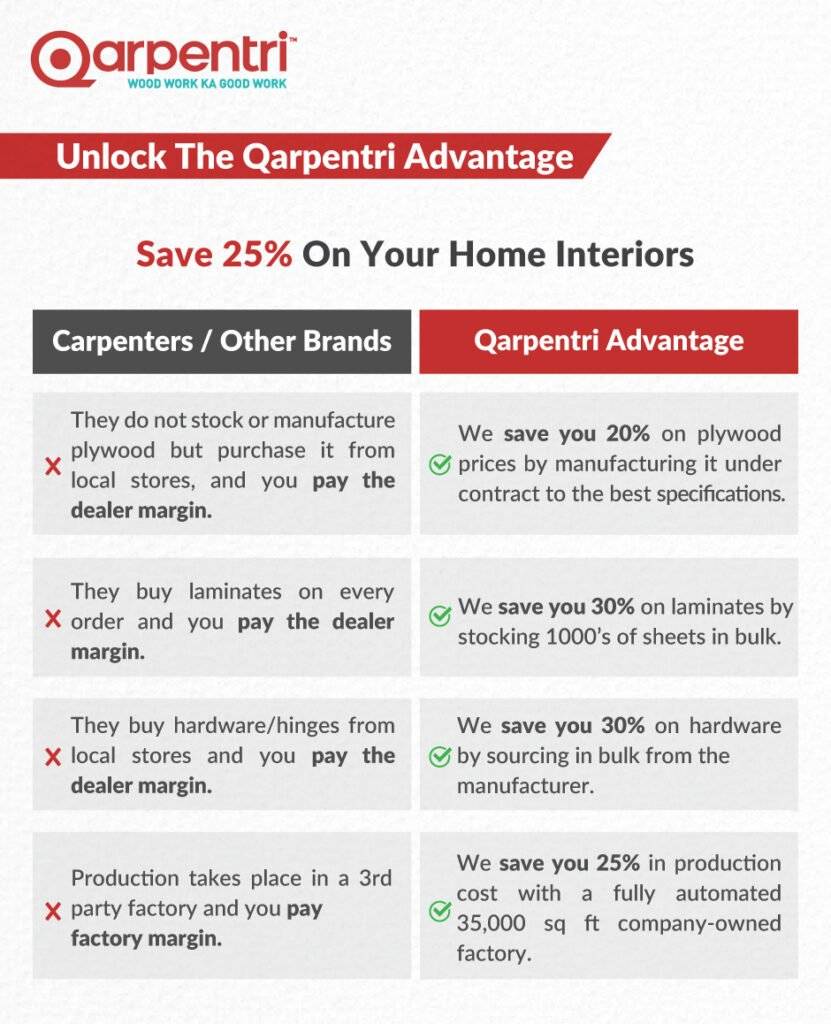 Qarpentri™
WOOD WORK KA GOOD WORK
Unlock The Qarpentri Advantage
Save 25% On Your Home Interiors
Carpenters / Other Brands
Qarpentri Advantage
They do not stock or manufacture
plywood but purchase it from
local stores, and you pay the
dealer margin.
We save you 20% on plywood
prices by manufacturing it under
contract to the best specifications.
They buy laminates on every
order and you pay the dealer
margin.
We save you 30% on laminates by
stocking 1000's of sheets in bulk.
They buy hardware/hinges from
local stores and you pay the
dealer margin.
We save you 30% on hardware
by sourcing in bulk from the
manufacturer.
Production takes place in a 3rd
party factory and you pay
factory margin.
We save you 25% in production
cost with a fully automated
35,000 sq ft company-owned
factory.